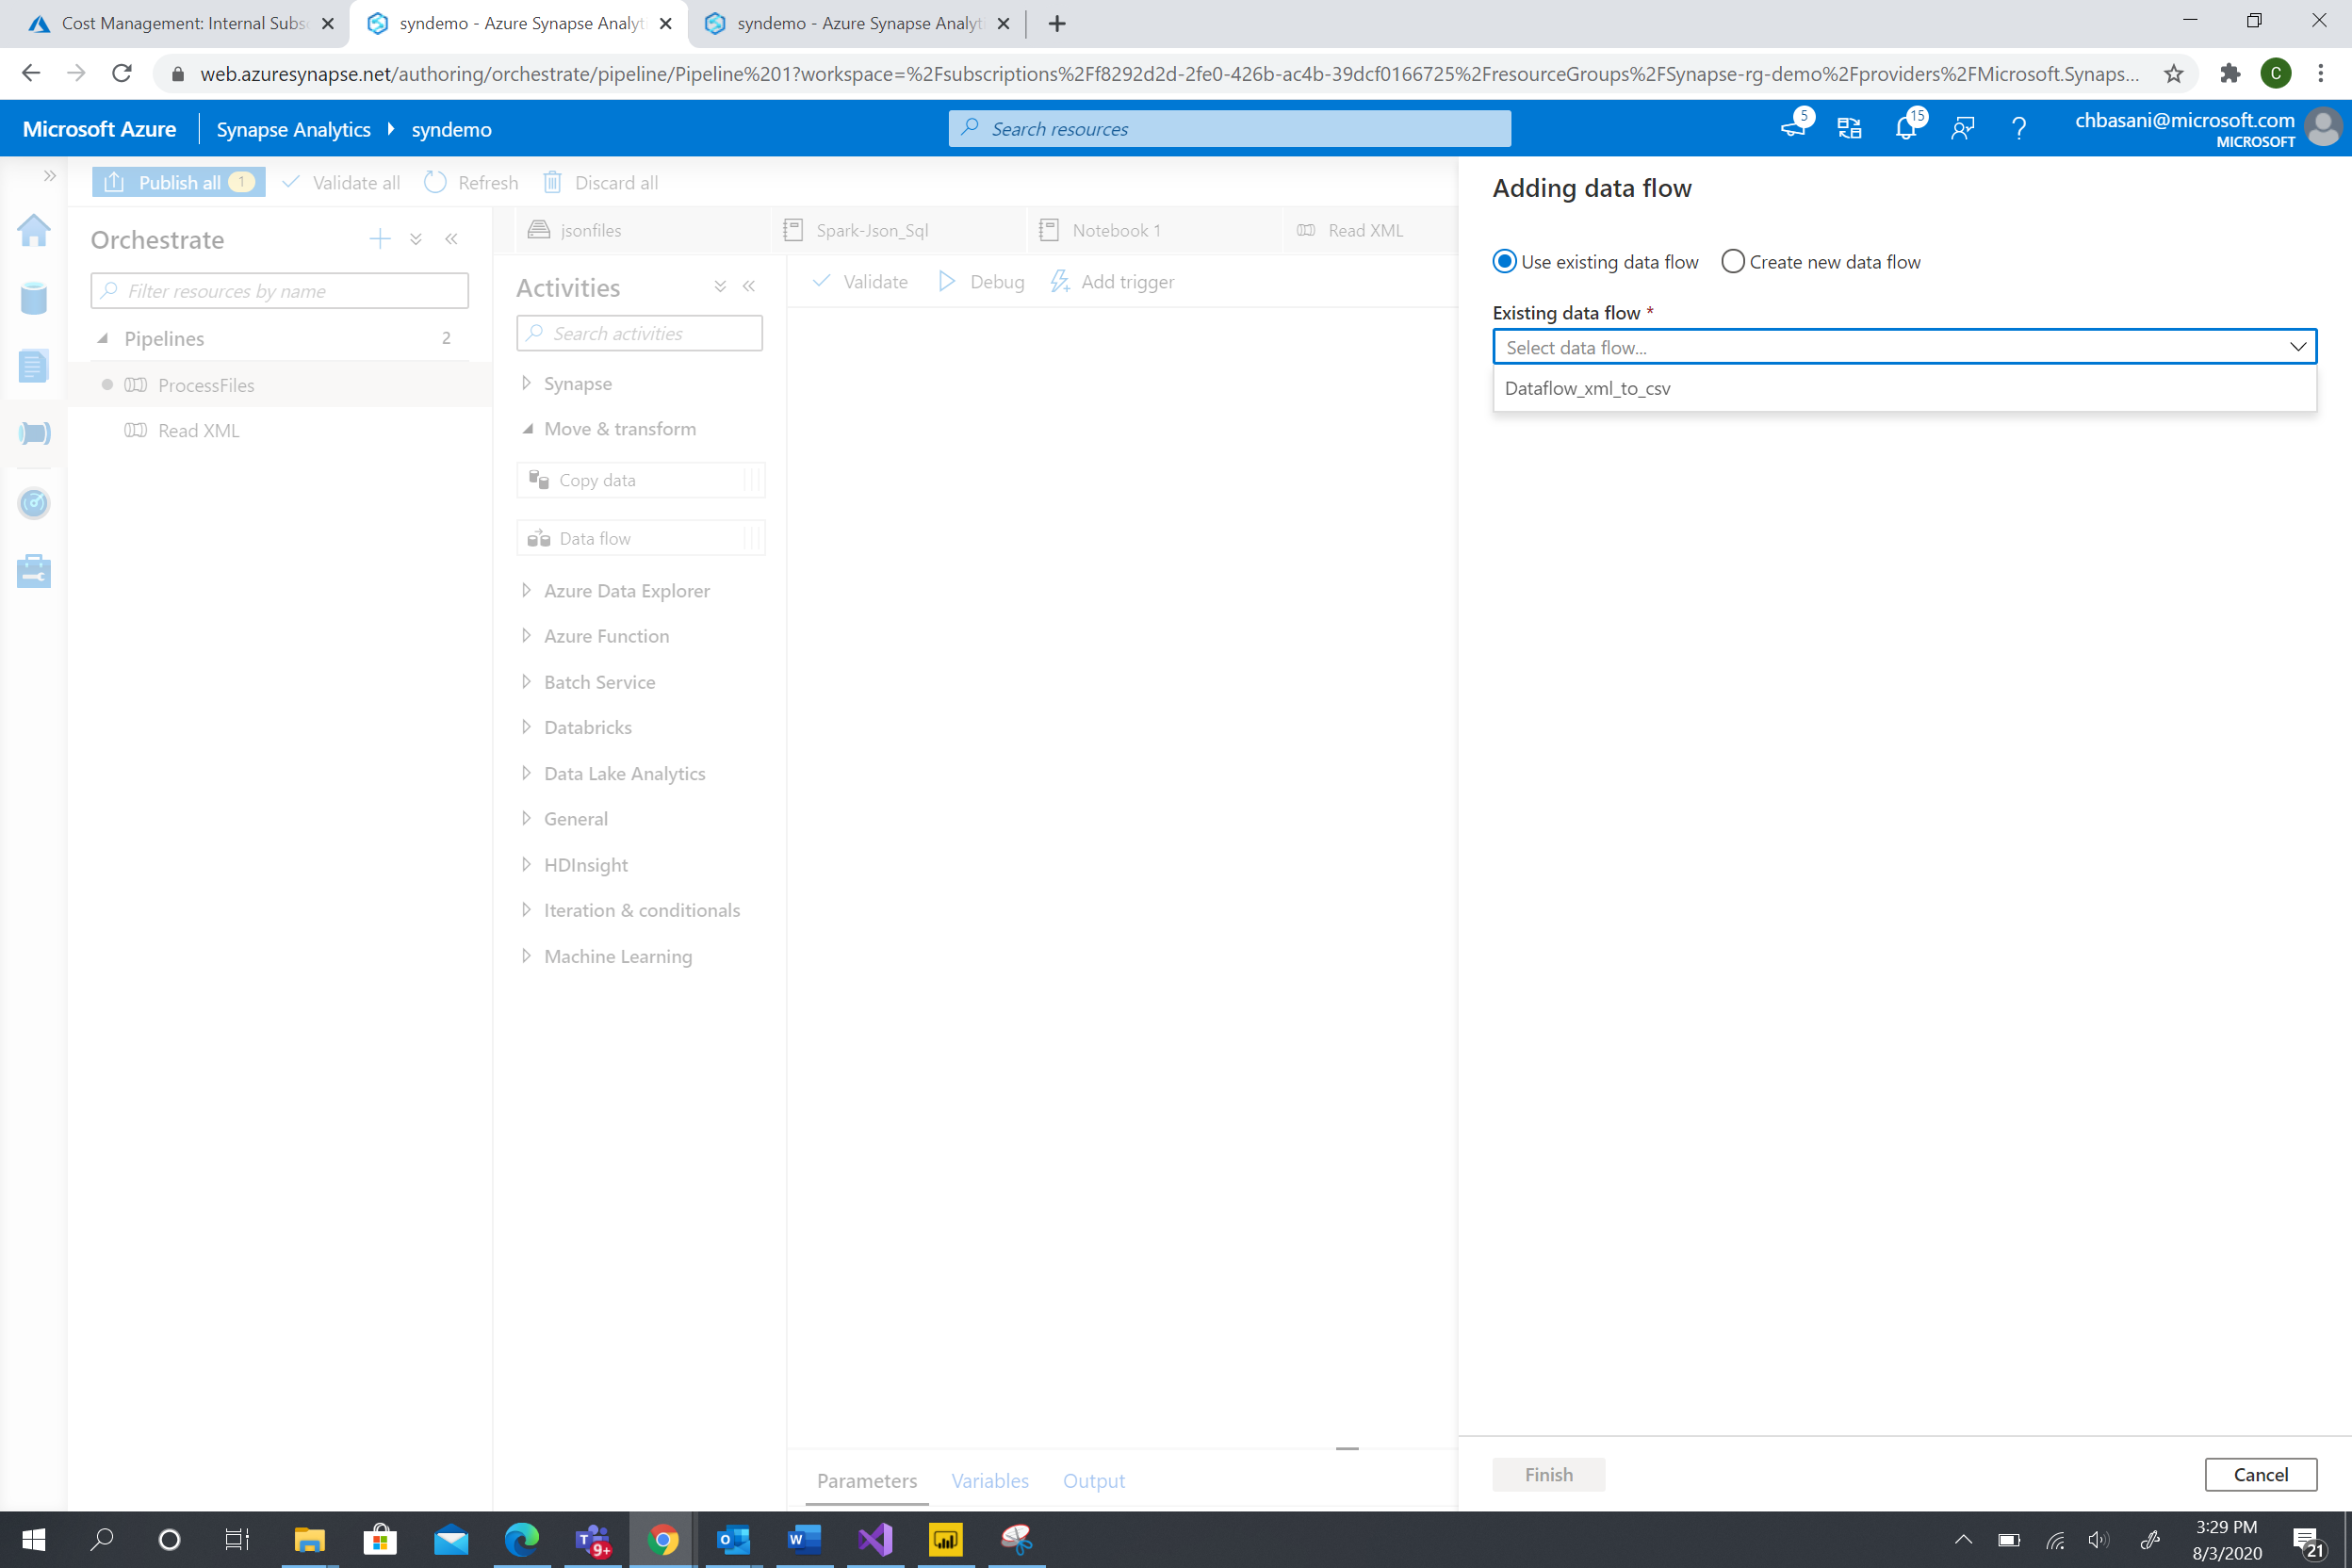 Cost Management: Internal Subs
syndemo - Azure Synapse Analyt
syndemo - Azure Synapse Analyt
web.azuresynapse.net/authoring/orchestrate/pipeline/Pipeline%201?workspace=%2Fsubscriptions%2Ff8292d2d-2fe0-426b-ac4b-39dcf0166725%2FresourceGroups%2FSynapse-rg-demo%2Fproviders%2FMicrosoft.Synaps...
C
Microsoft Azure
Synapse Analytics
syndemo
Search resources
5
15
chbasani@microsoft.com
MICROSOFT
Publish all 1
Validate all
Refresh
Discard all
Orchestrate
Filter resources by name
Pipelines 2
ProcessFiles
Read XML
jsonfiles
Spark-Json_Sql
Notebook 1
Read XML
Activities
Search activities
Synapse
Move & transform
Copy data
Data flow
Azure Data Explorer
Azure Function
Batch Service
Databricks
Data Lake Analytics
General
HDInsight
Iteration & conditionals
Machine Learning
Validate
Debug
Add trigger
Parameters
Variables
Output
Adding data flow
Use existing data flow
Create new data flow
Existing data flow *
Select data flow...
Dataflow_xml_to_csv
Finish
Cancel
T
9+
O
W
3:29 PM
8/3/2020
21